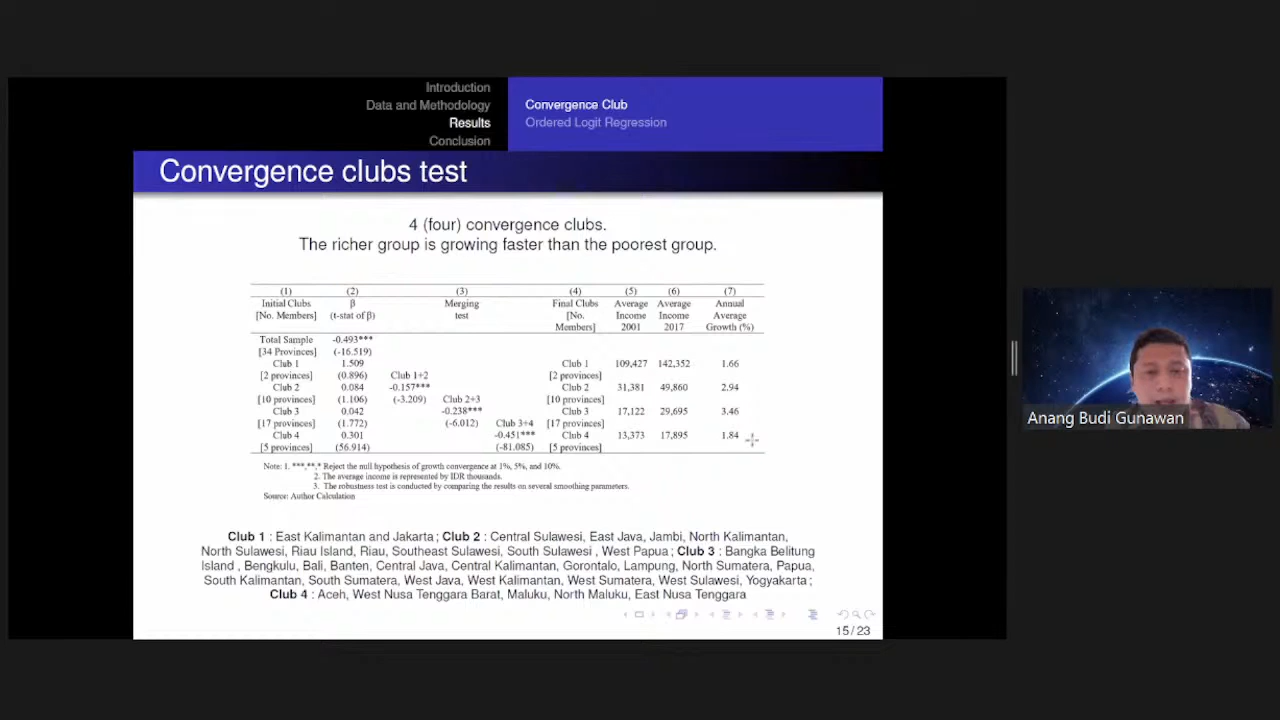 Introduction
Data and Methodology
Results
Conclusion
Convergence Club
Ordered Logit Regression
Convergence clubs test
4 (four) convergence clubs.
The richer group is growing faster than the poorest group.
(1) (2) (3) (4) (5) (6) (7)
Initial Clubs β Merging Final Clubs Average Average Annual
[No. Members] (t-stat of β) test [No. Income Income Average
Members] 2001 2017 Growth (%)
Total Sample -0.493***
[34 Provinces] (-16.519)
Club 1 1.509 Club 1 109,427 142,352 1.66
[2 provinces] (0.896) Club 1+2 [2 provinces]
Club 2 0.084 -0.157*** Club 2 31,381 49,860 2.94
[10 provinces] (1.106) (-3.209) Club 2+3 [10 provinces]
Club 3 0.042 -0.238*** Club 3 17,122 29,695 3.46
[17 provinces] (1.772) (-6.012) Club 3+4 [17 provinces]
Club 4 0.301 -0.451*** Club 4 13,373 17,895 1.84
[5 provinces] (56.914) (-81.085) [5 provinces]
Note: 1. ***,**,* Reject the null hypothesis of growth convergence at 1%, 5%, and 10%.
2. The average income is represented by IDR thousands.
3. The robustness test is conducted by comparing the results on several smoothing parameters.
Source: Author Calculation
Club 1 : East Kalimantan and Jakarta ; Club 2 : Central Sulawesi, East Java, Jambi, North Kalimantan,
North Sulawesi, Riau Island, Riau, Southeast Sulawesi, South Sulawesi , West Papua ; Club 3 : Bangka Belitung
Island , Bengkulu, Bali, Banten, Central Java, Central Kalimantan, Gorontalo, Lampung, North Sumatera, Papua,
South Kalimantan, South Sumatera, West Java, West Kalimantan, West Sumatera, West Sulawesi, Yogyakarta ;
Club 4 : Aceh, West Nusa Tenggara Barat, Maluku, North Maluku, East Nusa Tenggara
15/23
Anang Budi Gunawan